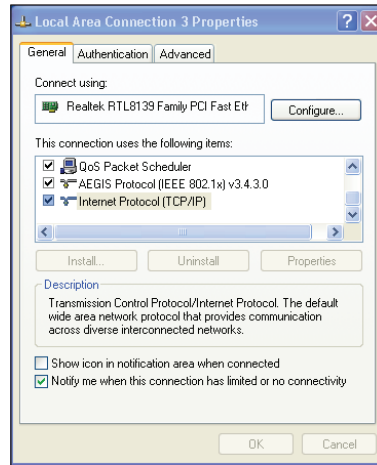 Local Area Connection 3 Properties
General Authentication Advanced
Connect using:
Realtek RTL8139 Family PCI Fast Eth
Configure...
This connection uses the following items:
QoS Packet Scheduler
AEGIS Protocol (IEEE 802.1x) v3.4.3.0
Internet Protocol (TCP/IP)
Install... Uninstall Properties
Description
Transmission Control Protocol/Internet Protocol. The default
wide area network protocol that provides communication
across diverse interconnected networks.
Show icon in notification area when connected
Notify me when this connection has limited or no connectivity
OK Cancel